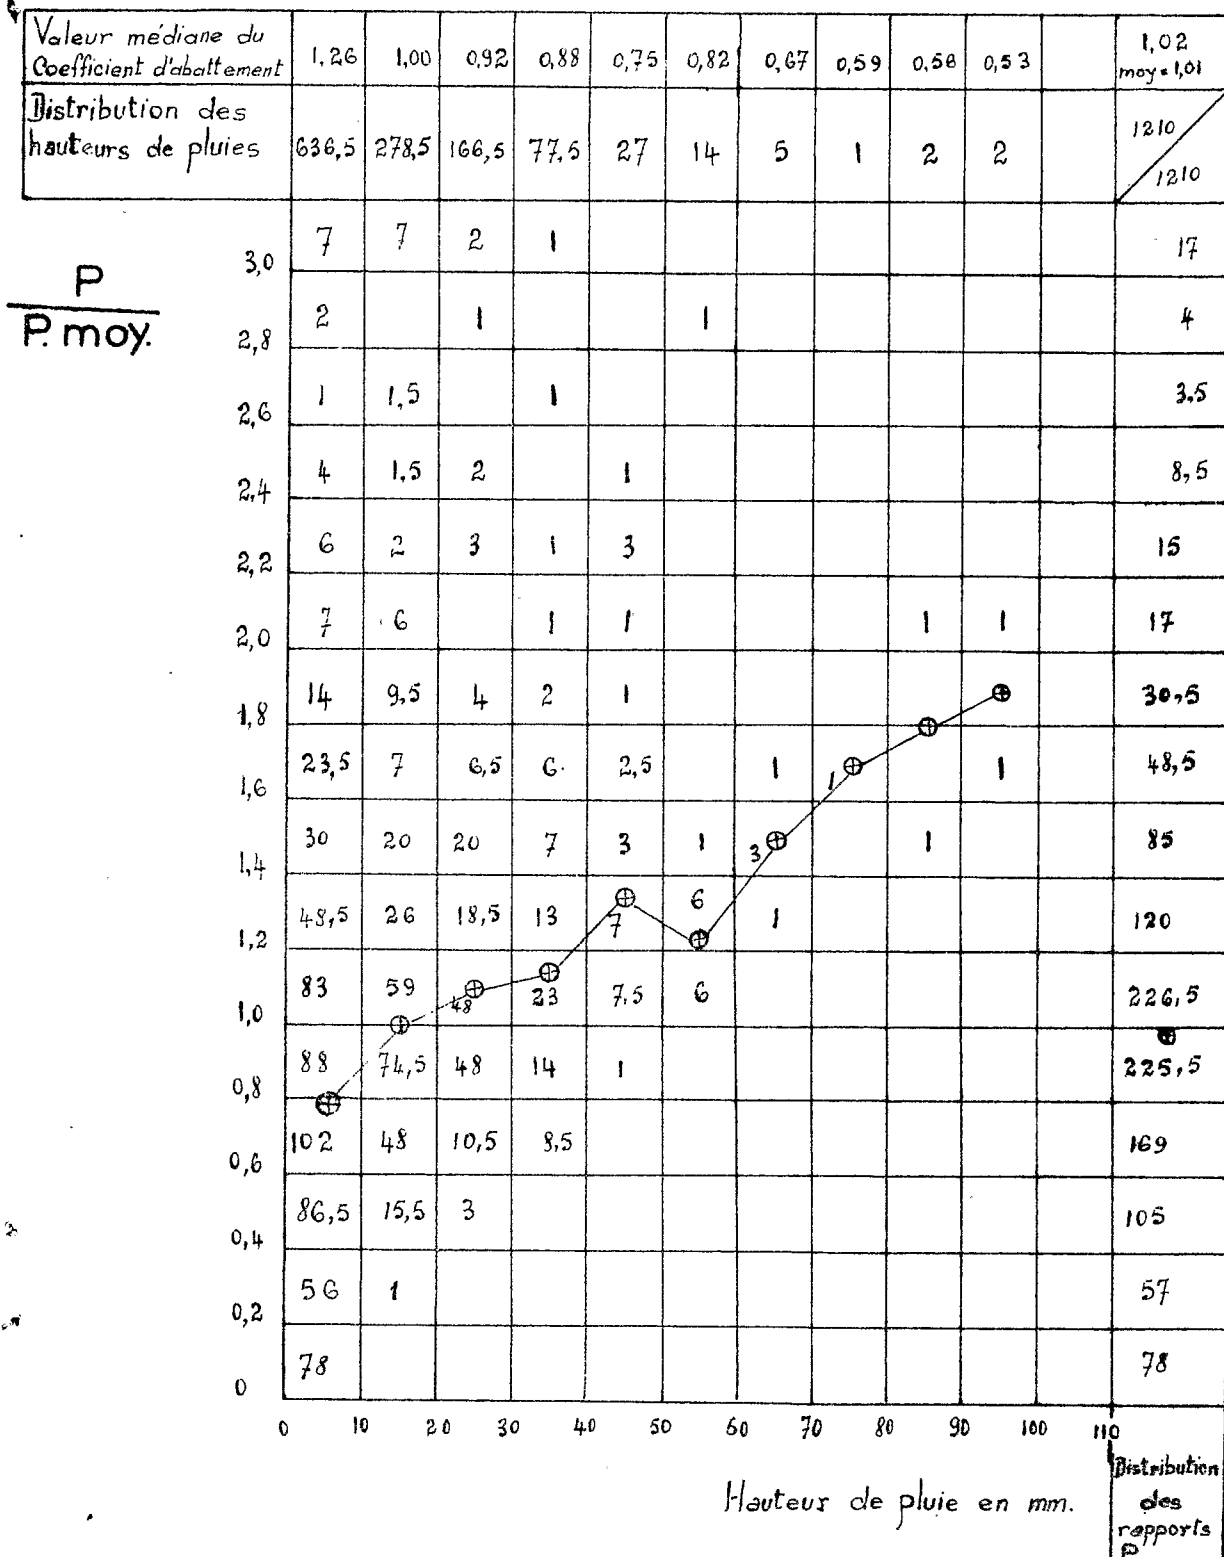 Valeur médiane du
Coefficient d'abattement 1,26 1,00 0,92 0,88 0,75 0,82 0,67 0,59 0,56 0,53 1,02
moy = 1,01
Distribution des
hauteurs de pluies 636,5 278,5 166,5 77,5 27 14 5 1 2 2 1210
1210
7 7 2 1 17
3,0
P
P. moy.
2 1 1 4
2,8
1 1,5 1 3,5
2,6
4 1,5 2 1 8,5
2,4
6 2 3 1 3 15
2,2
7 6 1 1 1 1 17
2,0
14 9,5 4 2 1 30,5
1,8
23,5 7 6,5 6 2,5 1 1 1 48,5
1,6
30 20 20 7 3 1 3 1 85
1,4
48,5 26 18,5 13 7 6 1 120
1,2
83 59 48 23 7,5 6 226,5
1,0
88 74,5 48 14 1 225,5
0,8
102 48 10,5 8,5 169
0,6
86,5 15,5 3 105
0,4
56 1 57
0,2
78 78
0
0 10 20 30 40 50 60 70 80 90 100 110
Hauteur de pluie en mm.
Distribution
des
rapports
P